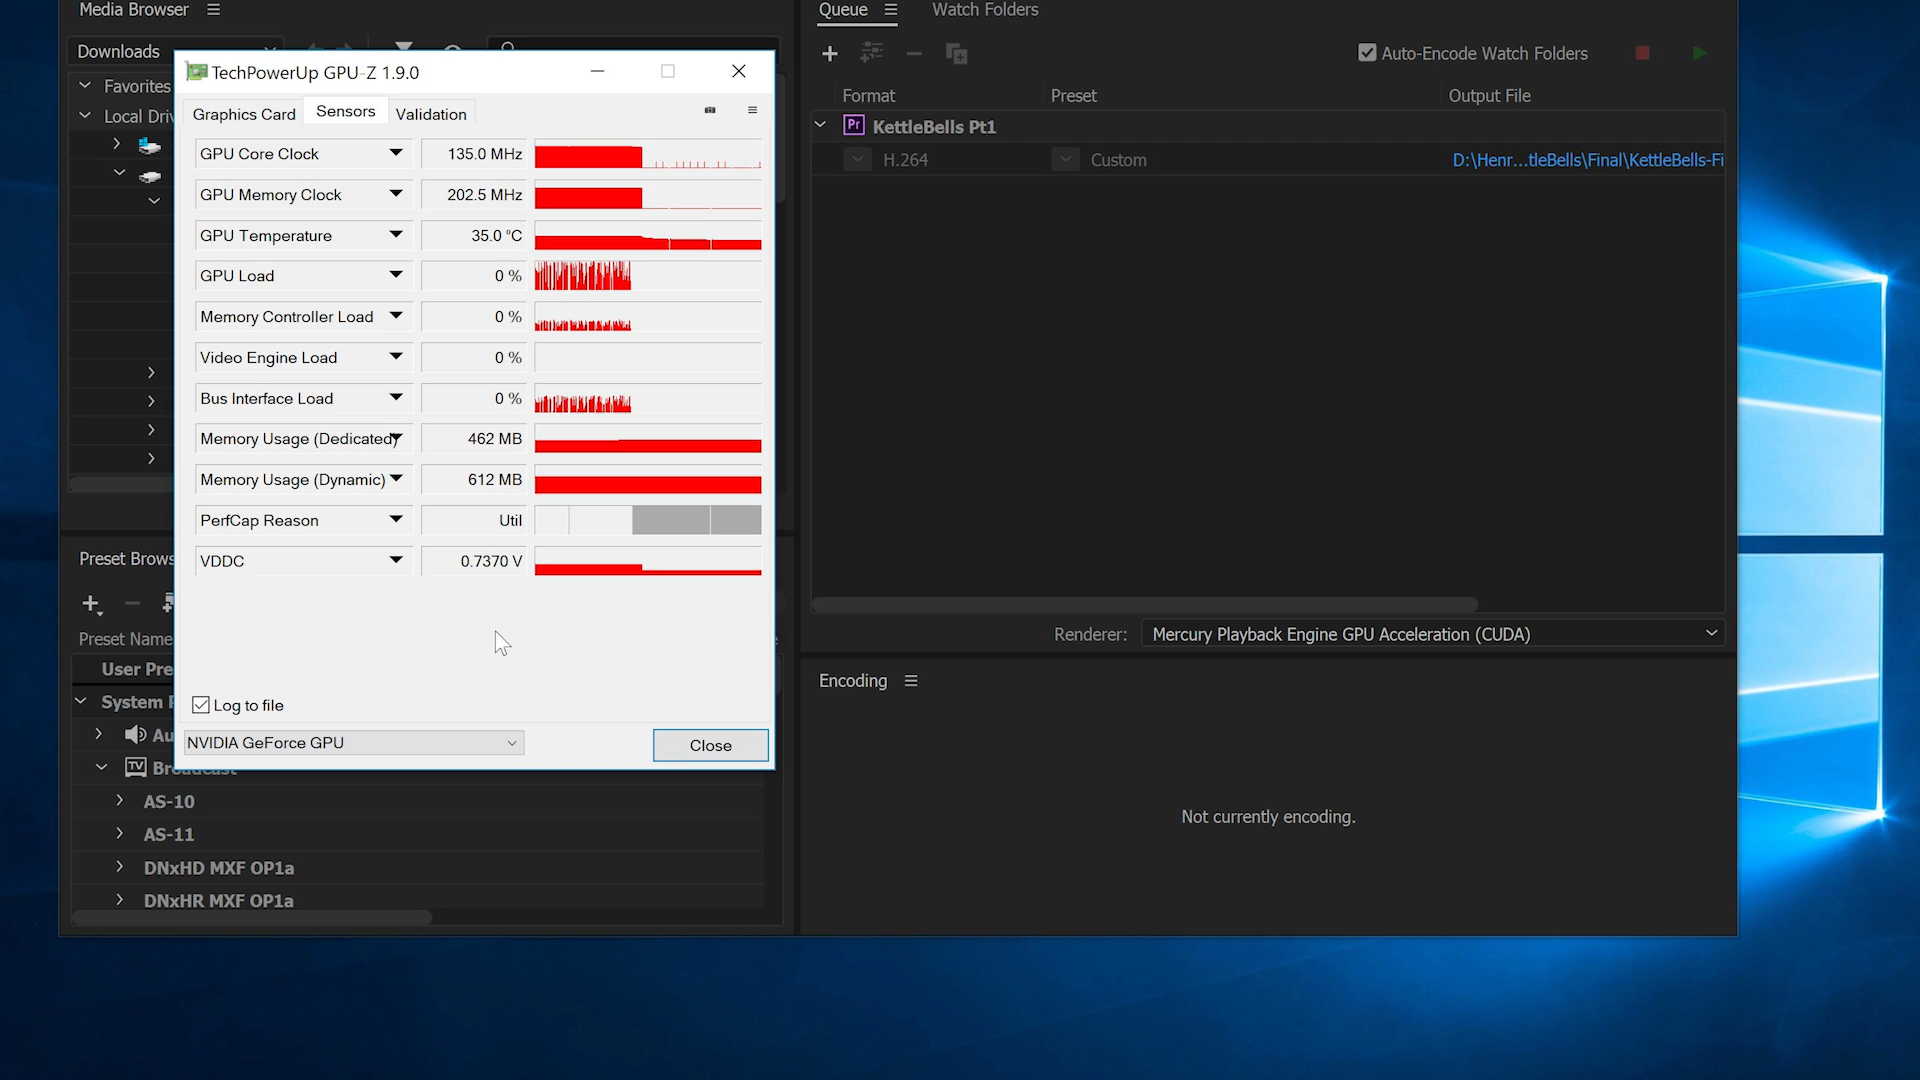 Media Browser
Queue
Watch Folders
Downloads
TechPowerUp GPU-Z 1.9.0
Auto-Encode Watch Folders
Favorites
Format
Preset
Output File
Local Driv
Graphics Card
Sensors
Validation
Pr
KettleBells Pt1
H.264
Custom
D:\Henr...tleBells\Final\KettleBells-Fi
GPU Core Clock
135.0 MHz
GPU Memory Clock
202.5 MHz
GPU Temperature
35.0 °C
GPU Load
0 %
Memory Controller Load
0 %
Video Engine Load
0 %
Bus Interface Load
0 %
Memory Usage (Dedicated)
462 MB
Memory Usage (Dynamic)
612 MB
PerfCap Reason
Util
VDDC
0.7370 V
Preset Brows
Preset Name
User Pre
System P
Renderer:
Mercury Playback Engine GPU Acceleration (CUDA)
Encoding
Log to file
NVIDIA GeForce GPU
Close
Au
TV
Broadcast
AS-10
AS-11
DNxHD MXF OP1a
DNxHR MXF OP1a
Not currently encoding.